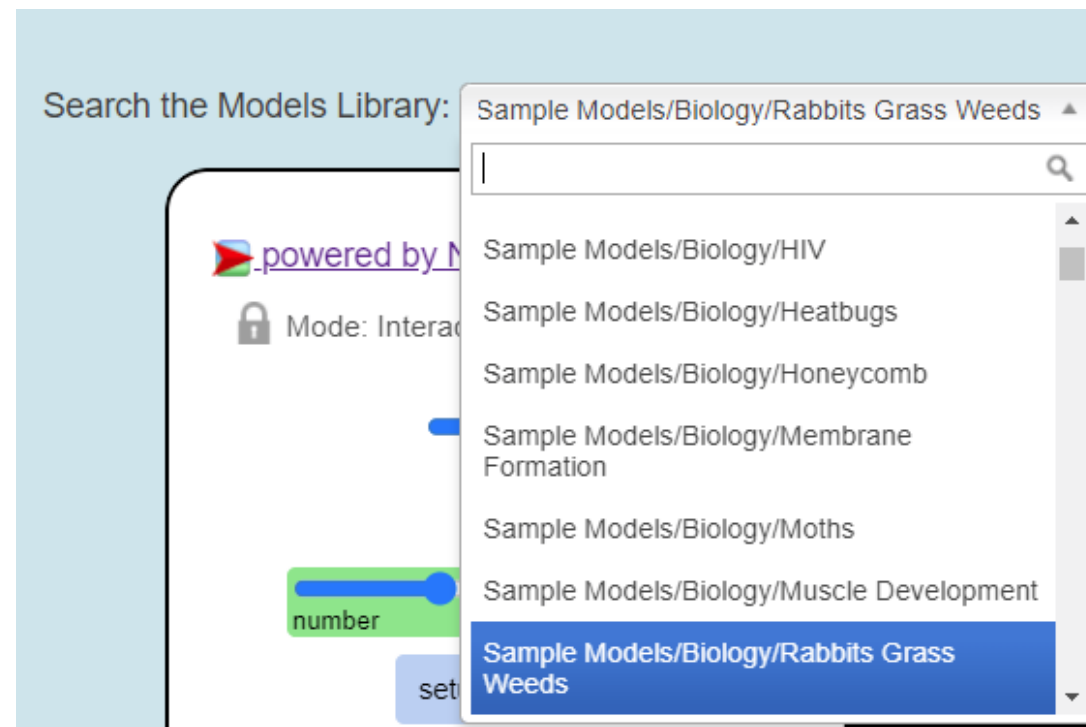 Search the Models Library:
Sample Models/Biology/Rabbits Grass Weeds
powered by
Sample Models/Biology/HIV
Mode:
Sample Models/Biology/Heatbugs
Sample Models/Biology/Honeycomb
Sample Models/Biology/Membrane
Formation
Sample Models/Biology/Moths
Sample Models/Biology/Muscle Development
number
Sample Models/Biology/Rabbits Grass
Weeds